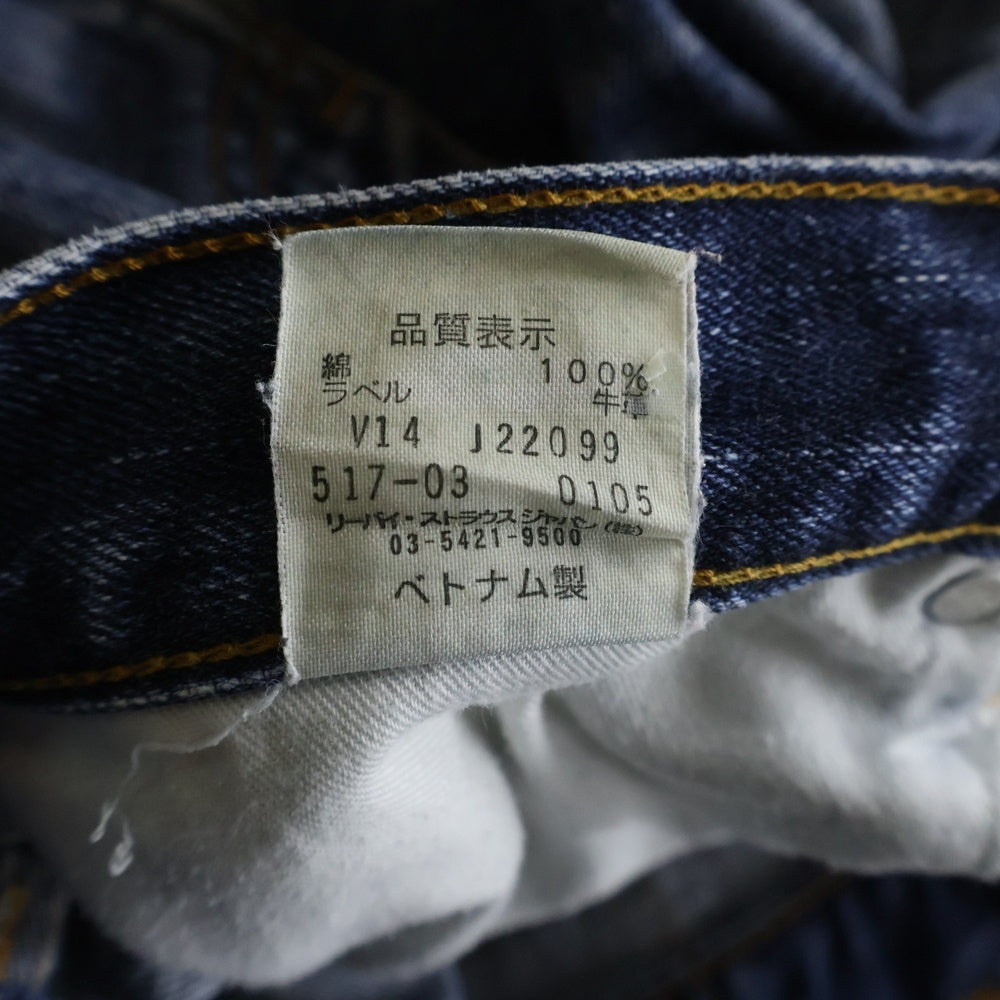 品質表示
綿 100%
ラベル 牛革
V14 J22099
517-03 0105
リーバイ・ストラウス ジャパン(株)
03-5421-9500
ベトナム製